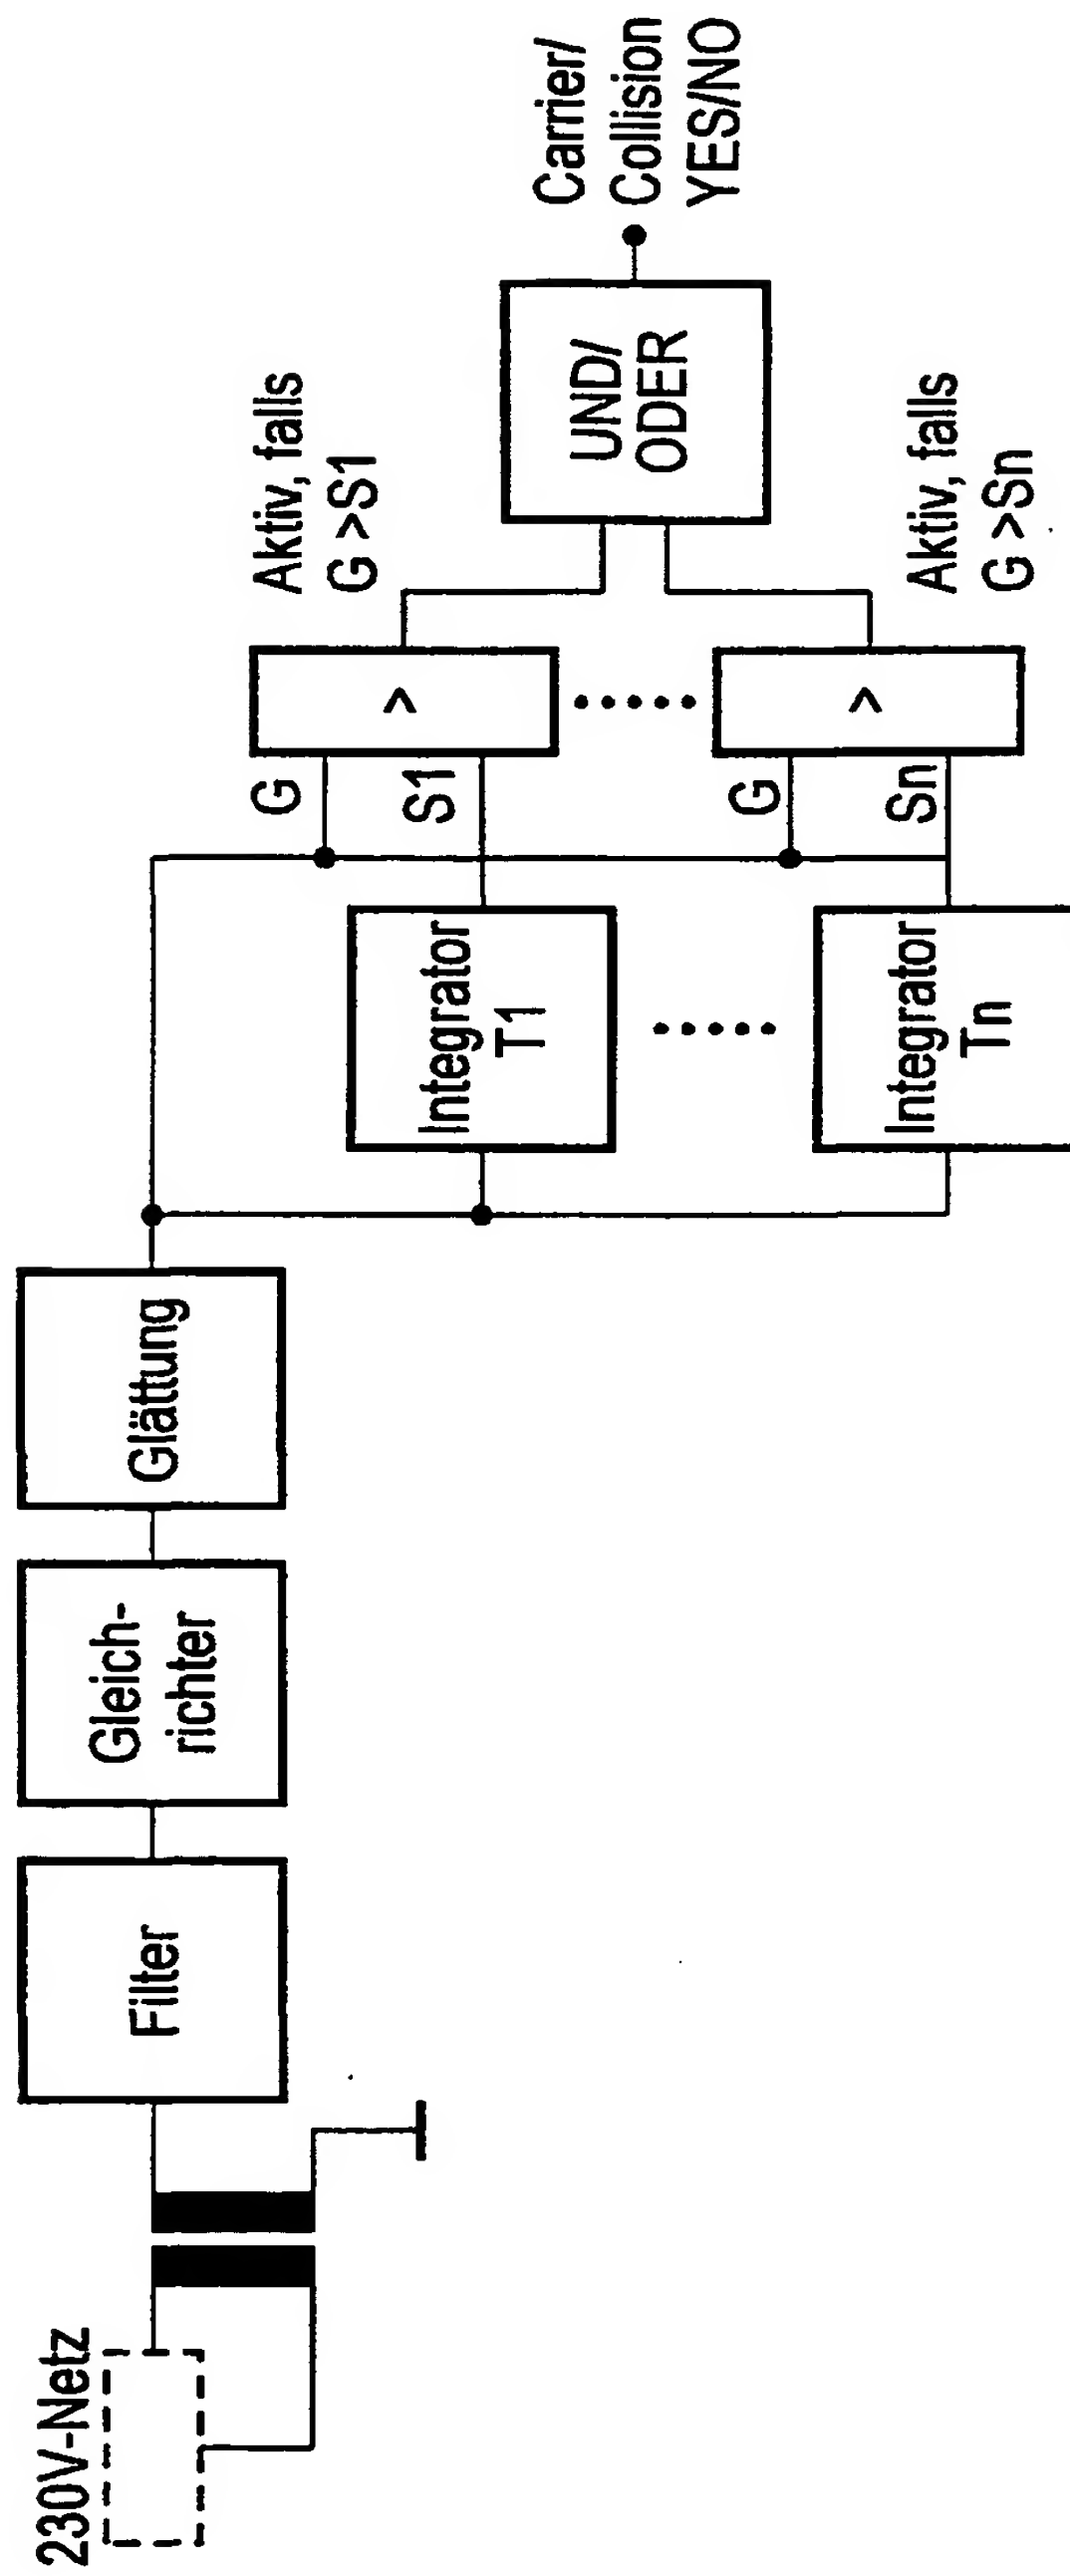 230V-Netz
Filter
Gleich-
richter
Glättung
Integrator
T1
Integrator
Tn
G
S1
G
Sn
>
>
Aktiv, falls
G >S1
Aktiv, falls
G >Sn
UND/
ODER
Carrier/
Collision
YES/NO